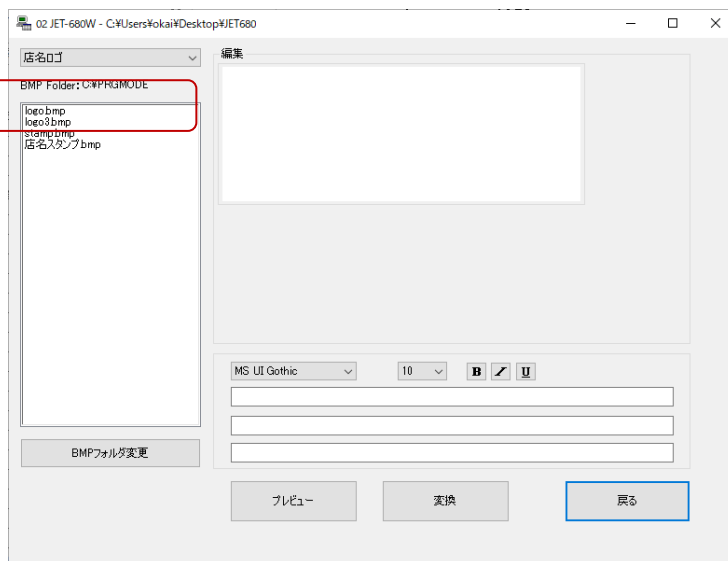 02 JET-680W - C:¥Users¥okai¥Desktop¥JET680
店名ロゴ
編集
BMP Folder: C:¥PRGMODE
logo.bmp
logo3.bmp
stamp.bmp
店名スタンプ.bmp
MS UI Gothic
10
B I U
BMPフォルダ変更
プレビュー
変換
戻る